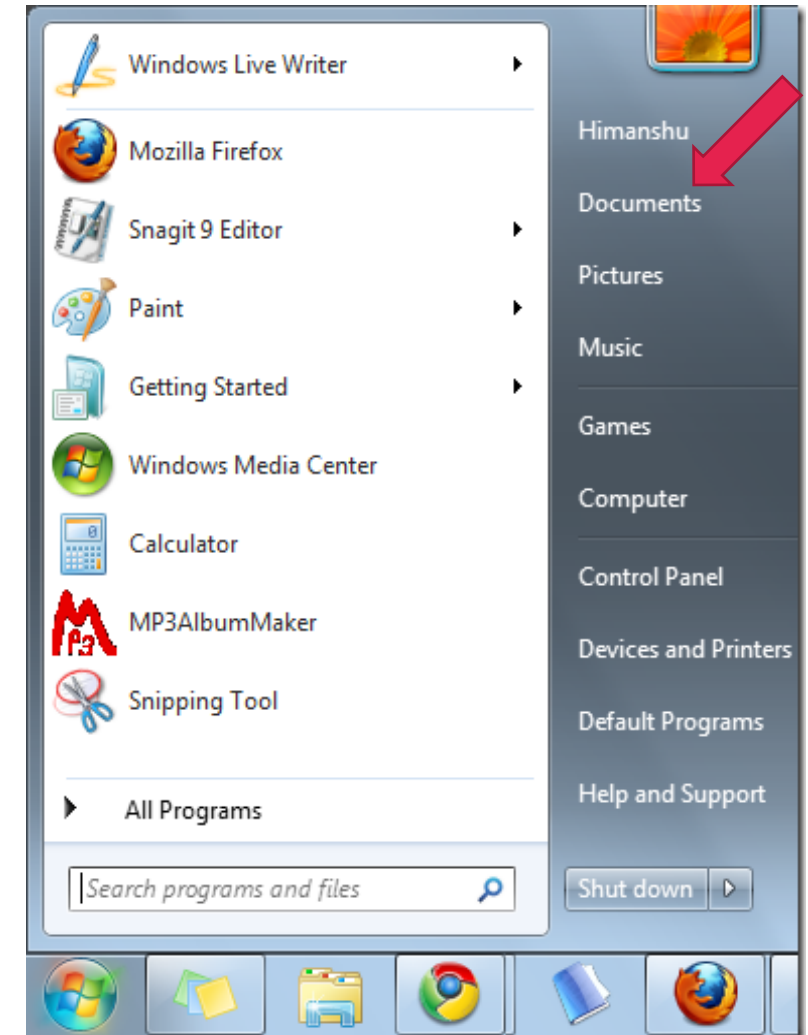 Windows Live Writer
Mozilla Firefox
Snagit 9 Editor
Paint
Getting Started
Windows Media Center
Calculator
MP3AlbumMaker
Snipping Tool
All Programs
Search programs and files
Himanshu
Documents
Pictures
Music
Games
Computer
Control Panel
Devices and Printers
Default Programs
Help and Support
Shut down